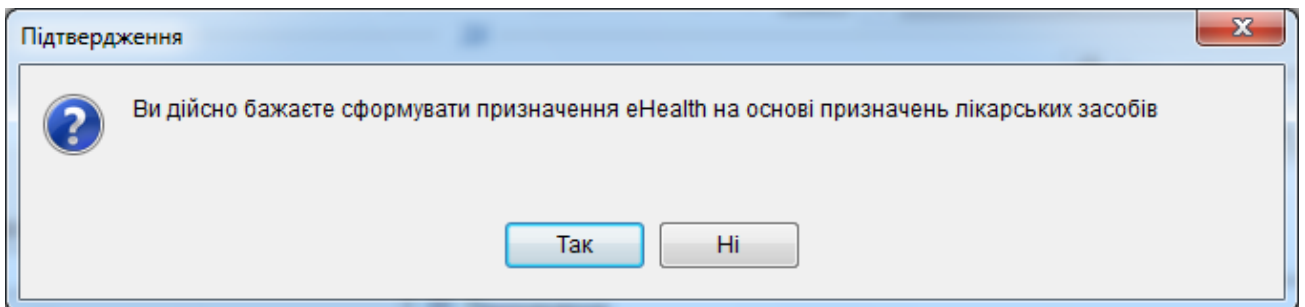 Підтвердження
Ви дійсно бажаєте сформувати призначення eHealth на основі призначень лікарських засобів
Так
Ні